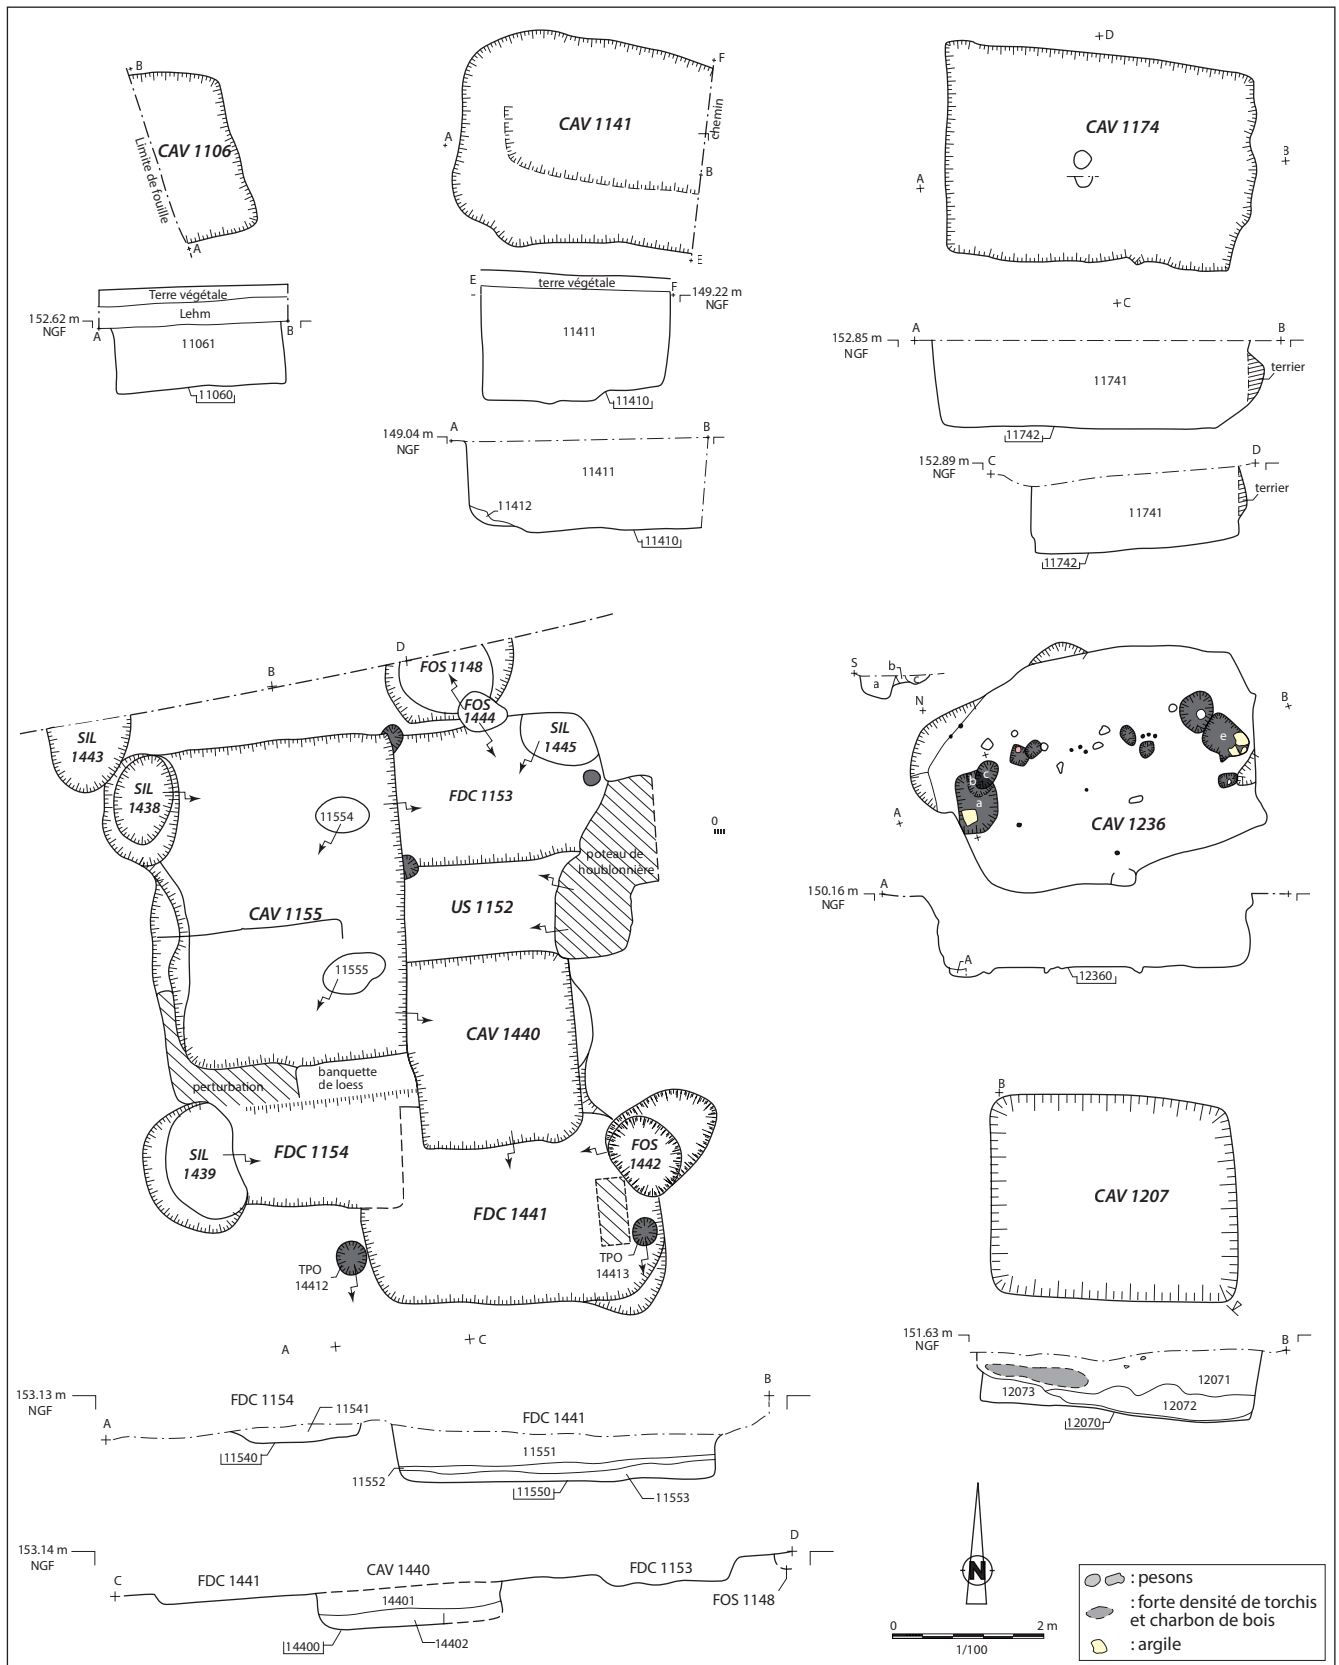 B
CAV 1106
Limite de fouille
A
Terre végétale
Lehm
152.62 m
NGF
A
B
11061
11060
F
CAV 1141
chemin
A
B
E
E
terre végétale
F
149.22 m
NGF
11411
11410
149.04 m
NGF
A
B
11411
11412
11410
D
CAV 1174
B
A
C
152.85 m
NGF
A
B
terrier
11741
11742
152.89 m
NGF
C
D
terrier
11741
11742
D
B
FOS 1148
FOS
1444
SIL
1443
SIL
1445
SIL
1438
FDC 1153
11554
poteau de
houblonnière
0
CAV 1155
US 1152
11555
CAV 1440
perturbation
banquette
de loess
SIL
1439
FDC 1154
FOS
1442
FDC 1441
TPO
14412
TPO
14413
A
C
S
b
a
c
N
B
e
b
c
a
A
CAV 1236
150.16 m
NGF
A
A
12360
B
CAV 1207
A
151.63 m
NGF
B
12071
12073
12072
12070
153.13 m
NGF
FDC 1154
B
A
11541
FDC 1441
11540
11551
11552
11550
11553
153.14 m
NGF
D
C
FDC 1441
CAV 1440
FDC 1153
FOS 1148
14401
14400
14402
N
0
2 m
1/100
: pesons
: forte densité de torchis
et charbon de bois
: argile